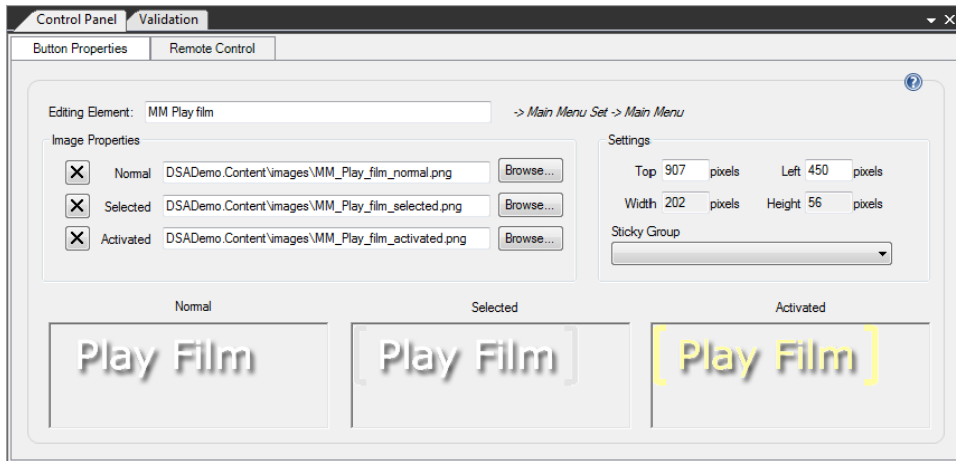 Control Panel Validation
Button Properties Remote Control
Editing Element: MM Play film -> Main Menu Set -> Main Menu
Image Properties
Normal DSADemo.Content\images\MM_Play_film_normal.png Browse...
Selected DSADemo.Content\images\MM_Play_film_selected.png Browse...
Activated DSADemo.Content\images\MM_Play_film_activated.png Browse...
Settings
Top 907 pixels Left 450 pixels
Width 202 pixels Height 56 pixels
Sticky Group
Normal Selected Activated
Play Film [Play Film] [Play Film]